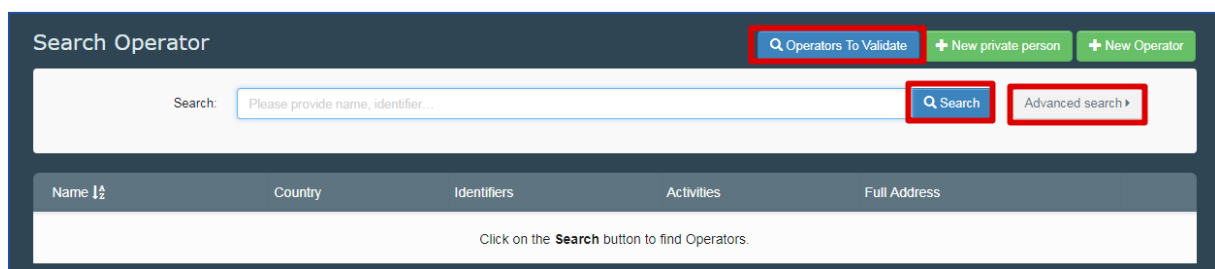 Search Operator
Operators To Validate
New private person
New Operator
Search:
Please provide name, identifier...
Search
Advanced search
Name
Country
Identifiers
Activities
Full Address
Click on the Search button to find Operators.